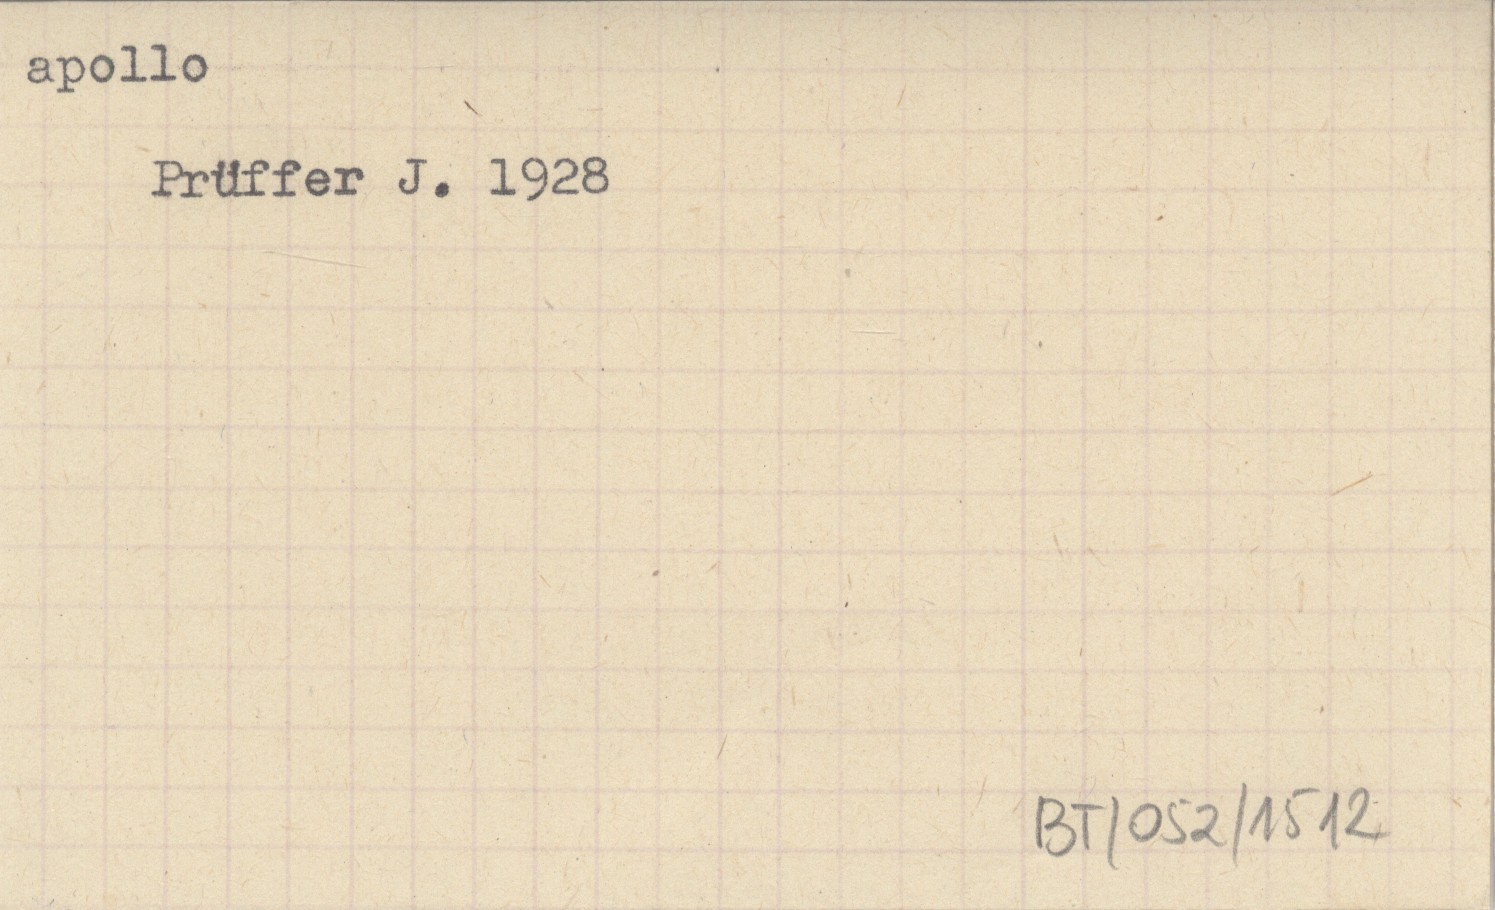 apollo
Prüffer J. 1928
BT/052/1512